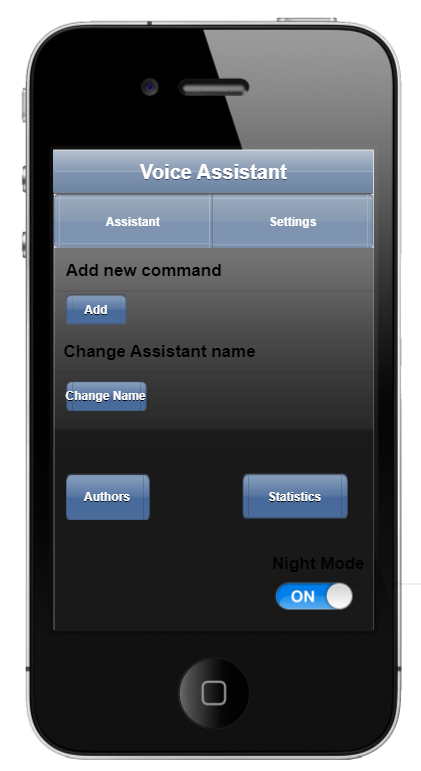 Voice Assistant
Assistant
Settings
Add new command
Add
Change Assistant name
Change Name
Authors
Statistics
Night Mode
ON